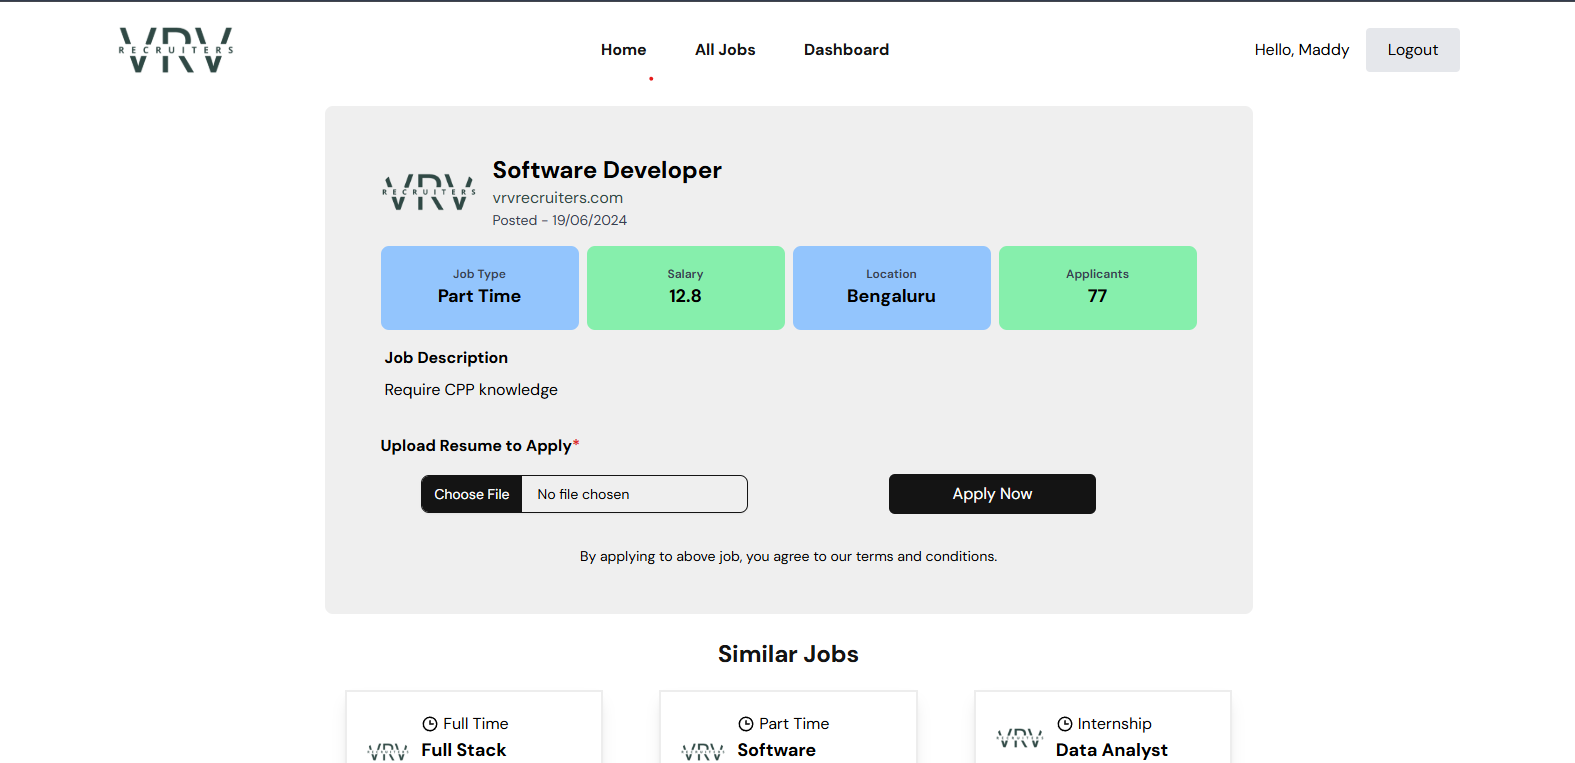 VRV
RECRUITERS
Home
All Jobs
Dashboard
Hello, Maddy
Logout
VRV
RECRUITERS
Software Developer
vrvrecruiters.com
Posted - 19/06/2024
Job Type
Part Time
Salary
12.8
Location
Bengaluru
Applicants
77
Job Description
Require CPP knowledge
Upload Resume to Apply*
Choose File
No file chosen
Apply Now
By applying to above job, you agree to our terms and conditions.
Similar Jobs
VRV
RECRUITERS
Full Time
Full Stack
VRV
RECRUITERS
Part Time
Software
VRV
RECRUITERS
Internship
Data Analyst